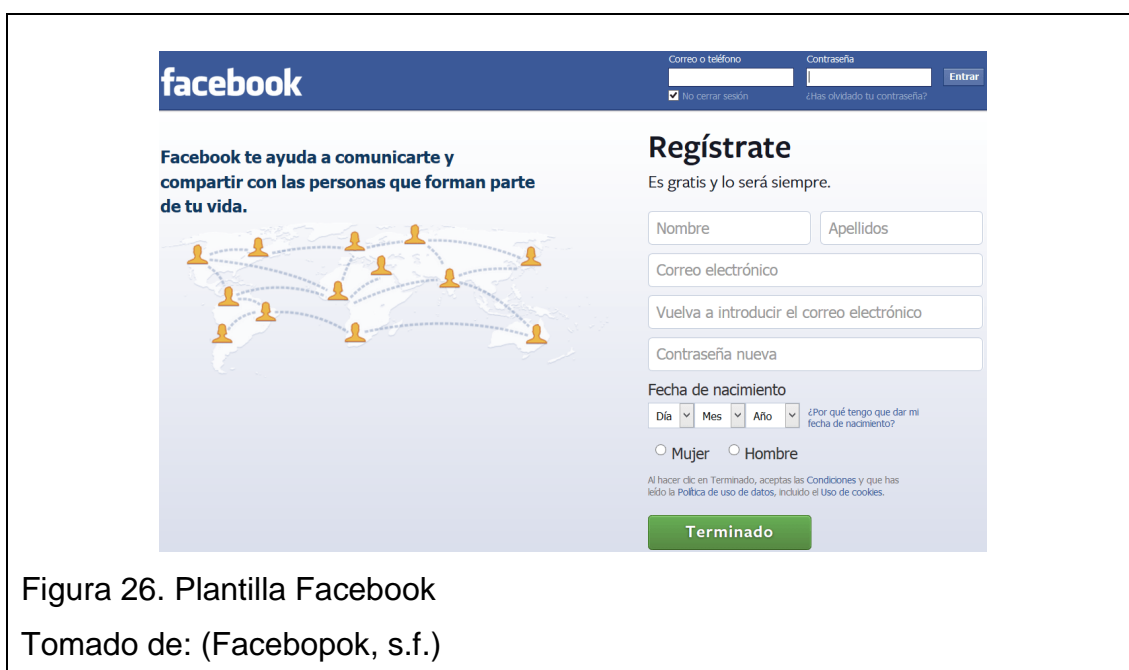 facebook
Correo o teléfono
Contraseña
Entrar
No cerrar sesión
¿Has olvidado tu contraseña?
Facebook te ayuda a comunicarte y
compartir con las personas que forman parte
de tu vida.
Regístrate
Es gratis y lo será siempre.
Nombre
Apellidos
Correo electrónico
Vuelva a introducir el correo electrónico
Contraseña nueva
Fecha de nacimiento
Día Mes Año
¿Por qué tengo que dar mi
fecha de nacimiento?
Mujer Hombre
Al hacer clic en Terminado, aceptas las Condiciones y que has
leído la Política de uso de datos, incluido el Uso de cookies.
Terminado
Figura 26. Plantilla Facebook
Tomado de: (Facebopok, s.f.)